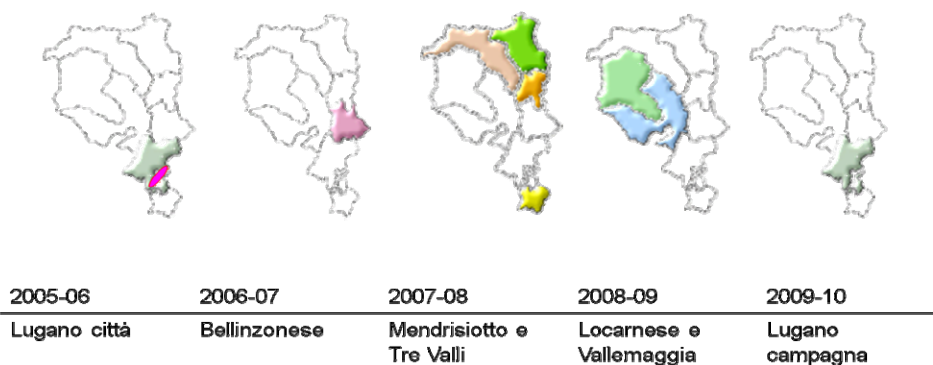 2005-06 2006-07 2007-08 2008-09 2009-10
Lugano città Bellinzonese Mendrisiotto e Locarnese e Lugano
Tre Valli Vallemaggia campagna